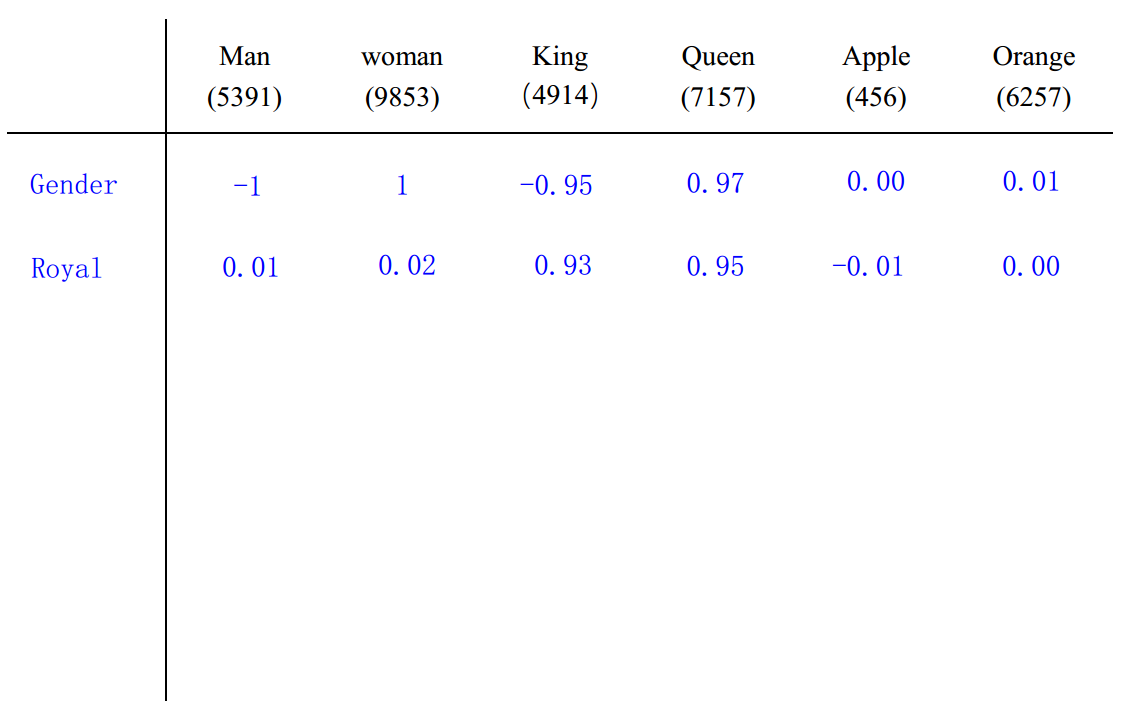 Man woman King Queen Apple Orange
(5391) (9853) (4914) (7157) (456) (6257)
Gender -1 1 -0.95 0.97 0.00 0.01
Royal 0.01 0.02 0.93 0.95 -0.01 0.00